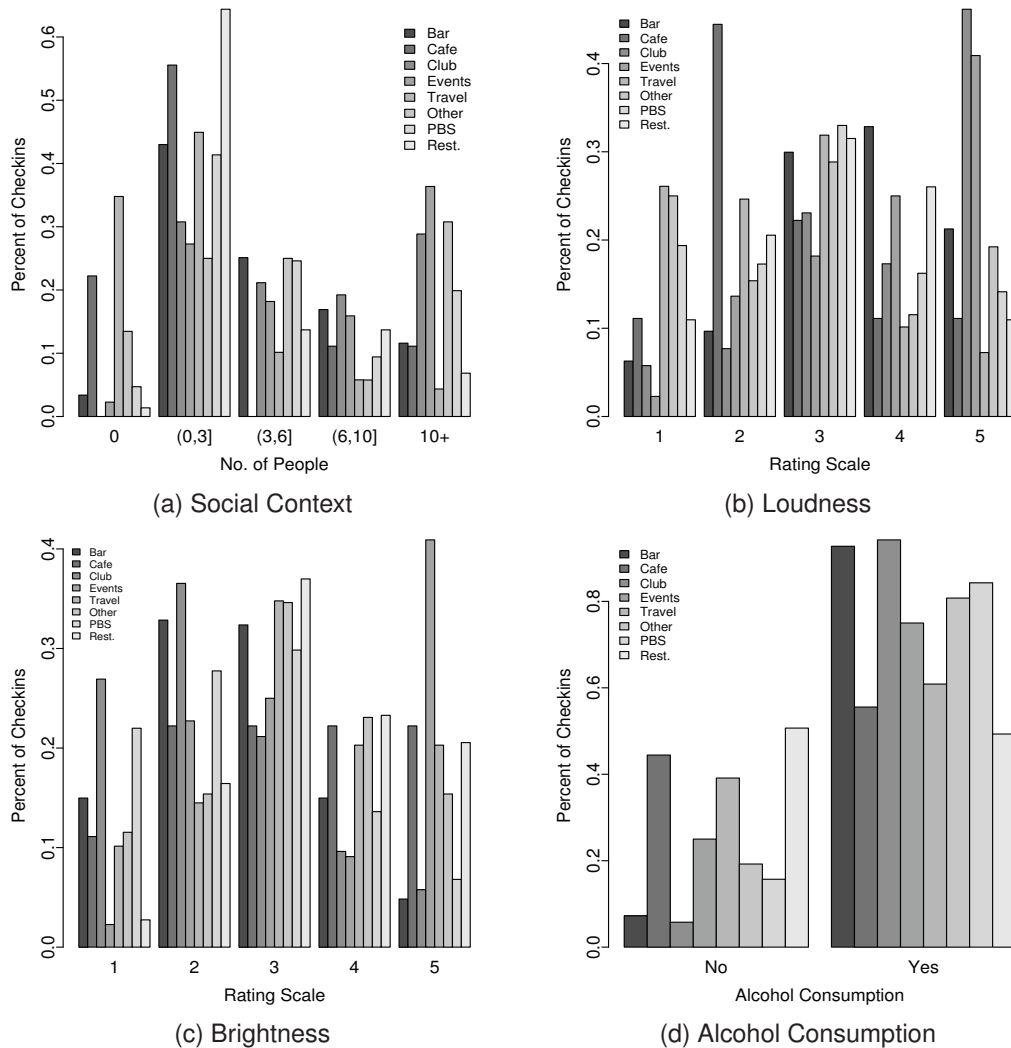 Percent of Checkins
0.0 0.1 0.2 0.3 0.4 0.5 0.6
Bar
Cafe
Club
Events
Travel
Other
PBS
Rest.
0 (0,3] (3,6] (6,10] 10+
No. of People
(a) Social Context
Percent of Checkins
0.0 0.1 0.2 0.3 0.4
Bar
Cafe
Club
Events
Travel
Other
PBS
Rest.
1 2 3 4 5
Rating Scale
(b) Loudness
Percent of Checkins
0.0 0.1 0.2 0.3 0.4
Bar
Cafe
Club
Events
Travel
Other
PBS
Rest.
1 2 3 4 5
Rating Scale
(c) Brightness
Percent of Checkins
0.0 0.2 0.4 0.6 0.8
Bar
Cafe
Club
Events
Travel
Other
PBS
Rest.
No Yes
Alcohol Consumption
(d) Alcohol Consumption